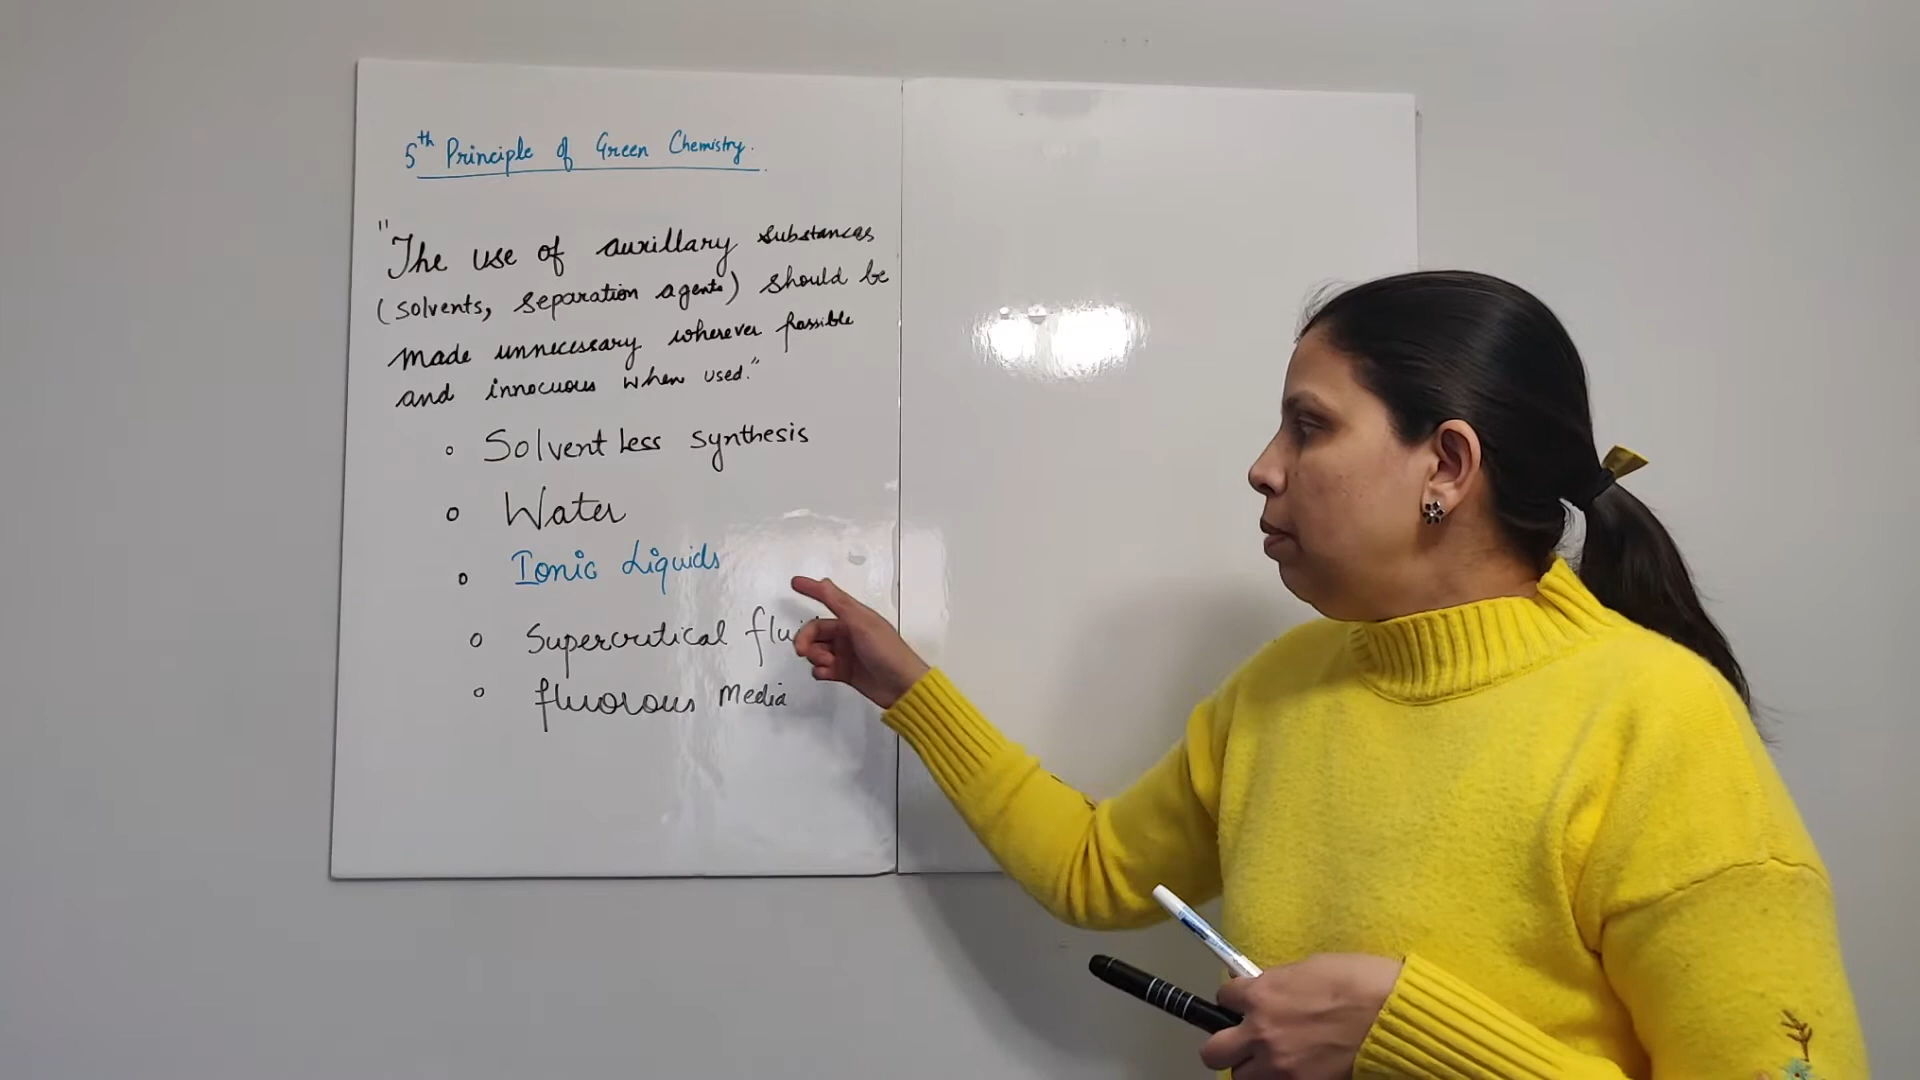 5th Principle of Green Chemistry.
"The use of auxillary substances
(solvents, separation agents) should be
made unnecessary wherever possible
and innocuous when used."
Solvent less synthesis
Water
Ionic Liquids
Supercritical
fluorous Media